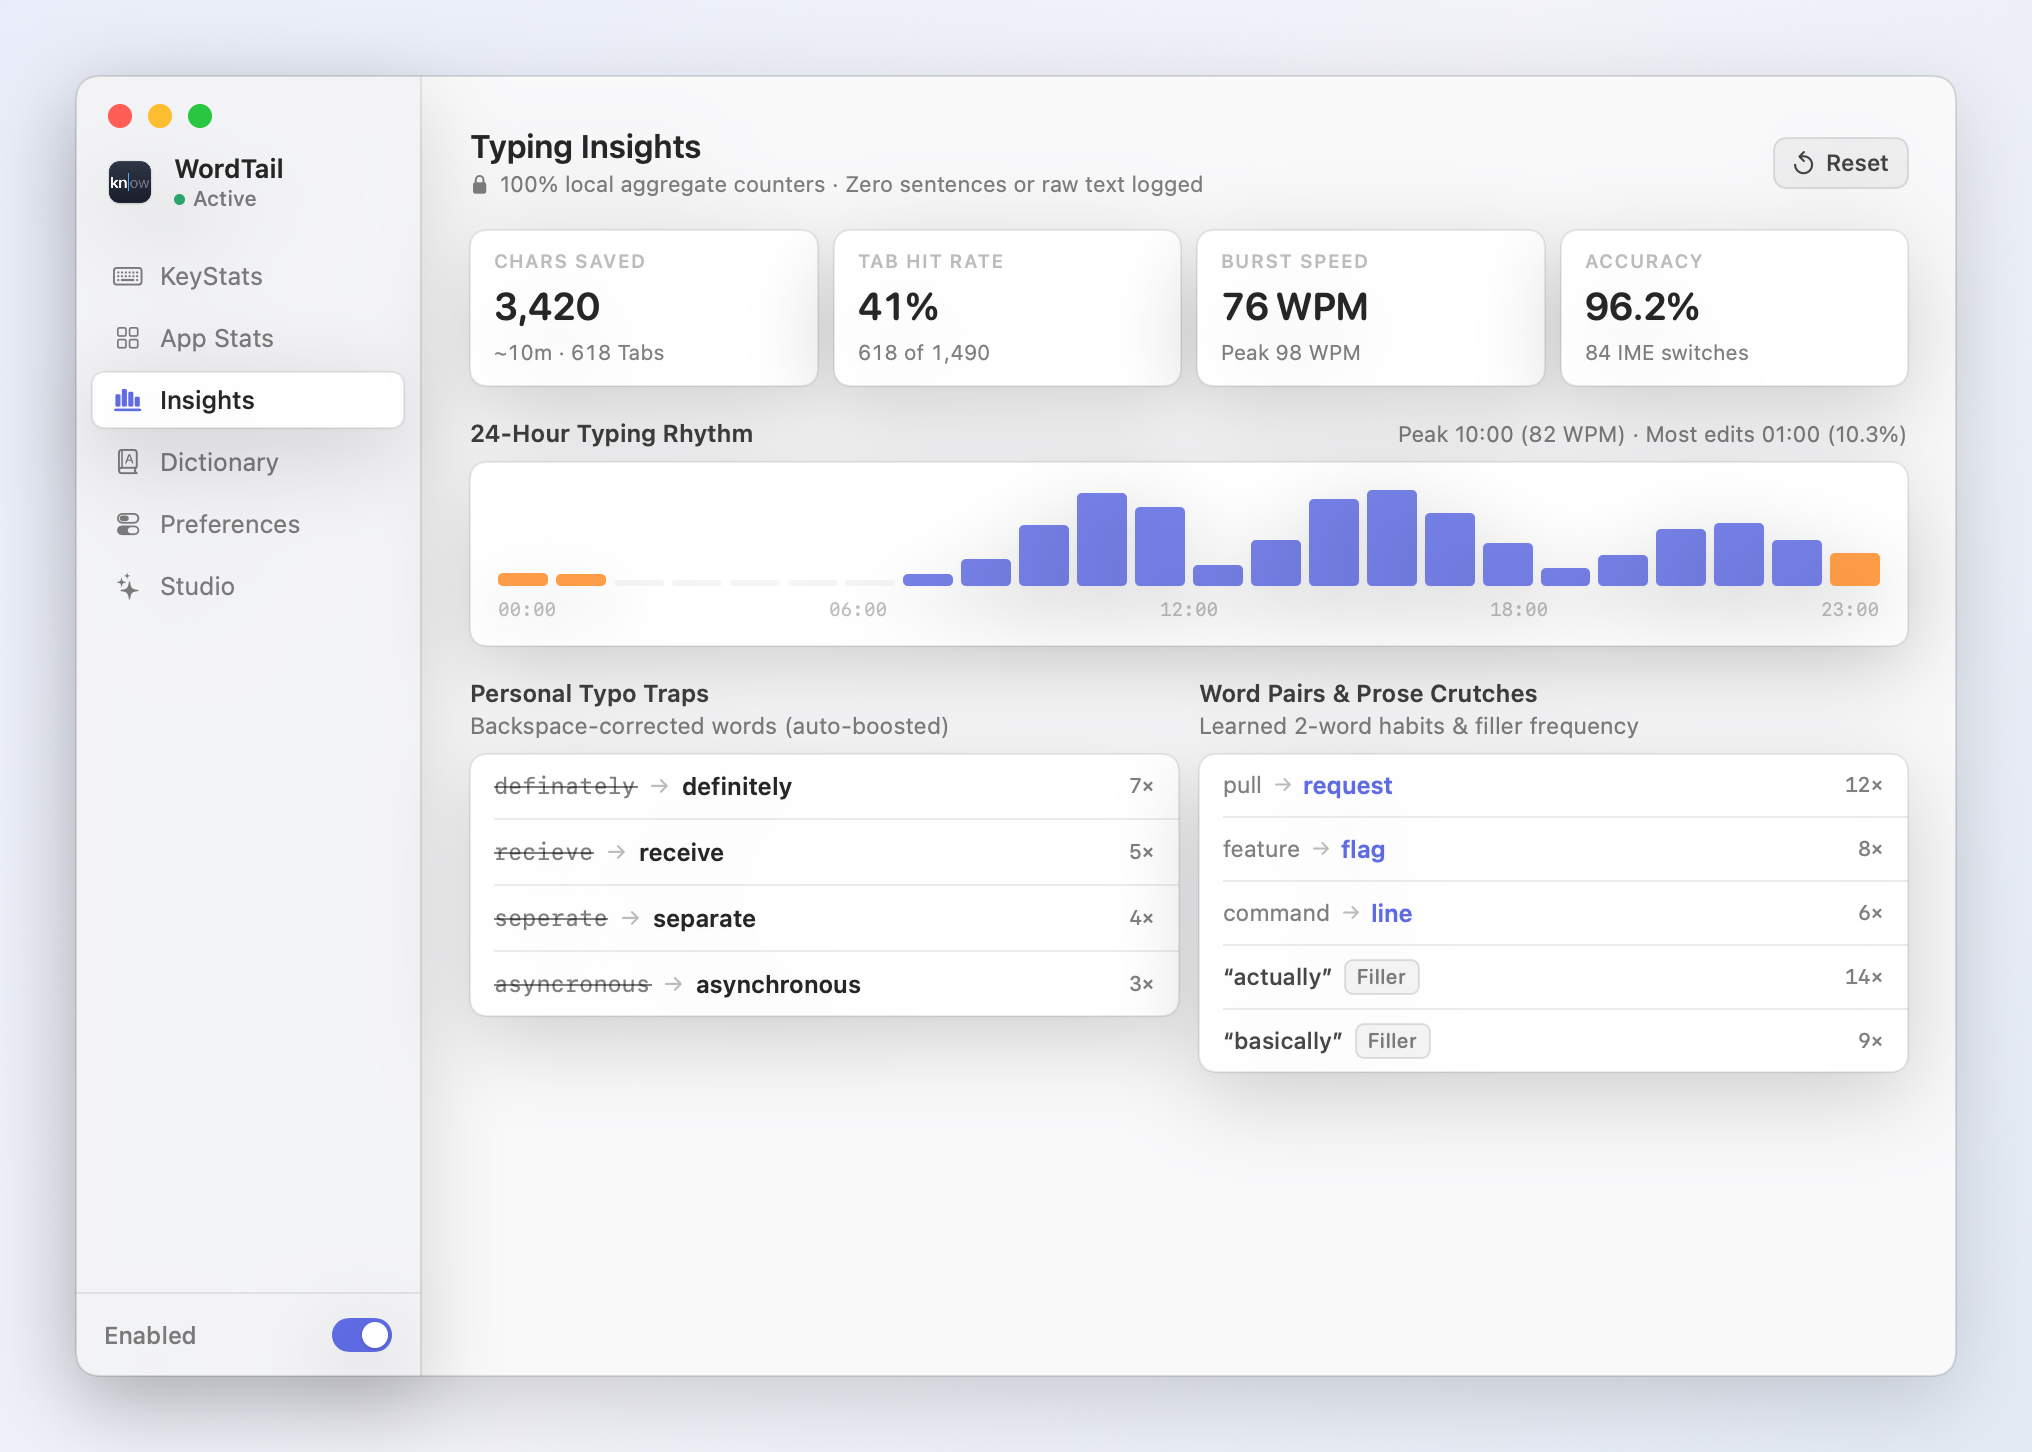 WordTail
Active
kn|ow
KeyStats
App Stats
Insights
Dictionary
Preferences
Studio
Enabled
Typing Insights
100% local aggregate counters · Zero sentences or raw text logged
Reset
CHARS SAVED
3,420
~10m · 618 Tabs
TAB HIT RATE
41%
618 of 1,490
BURST SPEED
76 WPM
Peak 98 WPM
ACCURACY
96.2%
84 IME switches
24-Hour Typing Rhythm
Peak 10:00 (82 WPM) · Most edits 01:00 (10.3%)
00:00 06:00 12:00 18:00 23:00
Personal Typo Traps
Backspace-corrected words (auto-boosted)
definately → definitely 7×
recieve → receive 5×
seperate → separate 4×
asyncronous → asynchronous 3×
Word Pairs & Prose Crutches
Learned 2-word habits & filler frequency
pull → request 12×
feature → flag 8×
command → line 6×
“actually” Filler 14×
“basically” Filler 9×